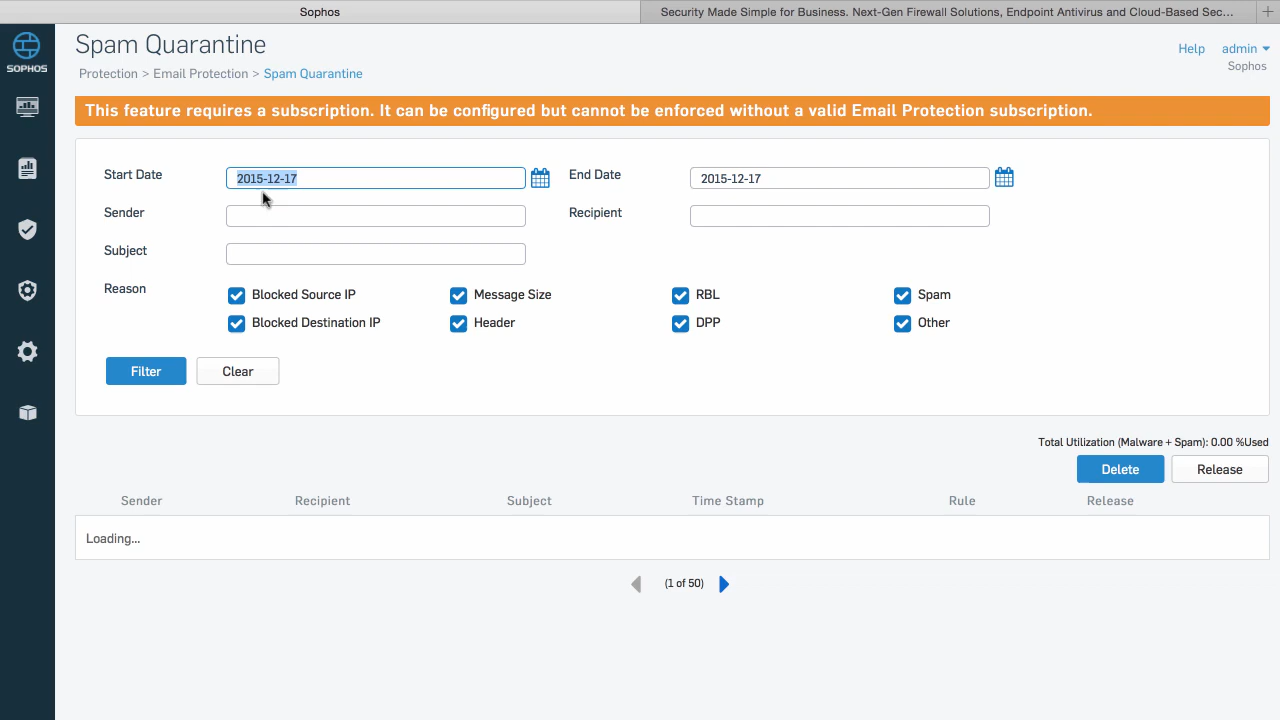 Sophos
Security Made Simple for Business. Next-Gen Firewall Solutions, Endpoint Antivirus and Cloud-Based Sec...
SOPHOS
Spam Quarantine
Help admin
Sophos
Protection > Email Protection > Spam Quarantine
This feature requires a subscription. It can be configured but cannot be enforced without a valid Email Protection subscription.
Start Date 2015-12-17 End Date 2015-12-17
Sender Recipient
Subject
Reason Blocked Source IP Message Size RBL Spam
Blocked Destination IP Header DPP Other
Filter Clear
Total Utilization (Malware + Spam): 0.00 %Used
Delete Release
Sender Recipient Subject Time Stamp Rule Release
Loading...
(1 of 50)